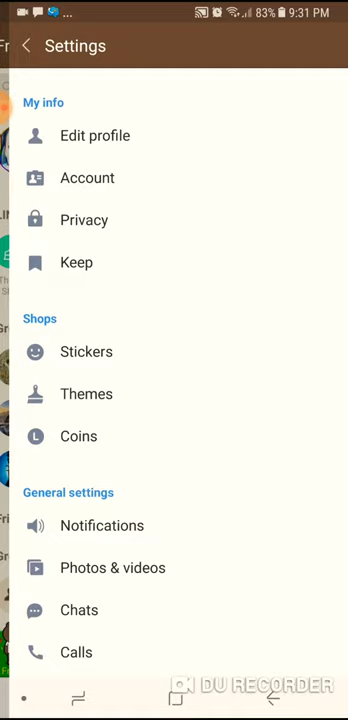 83% 9:31 PM
Settings
My info
Edit profile
Account
Privacy
Keep
Shops
Stickers
Themes
Coins
General settings
Notifications
Photos & videos
Chats
Calls
DU RECORDER